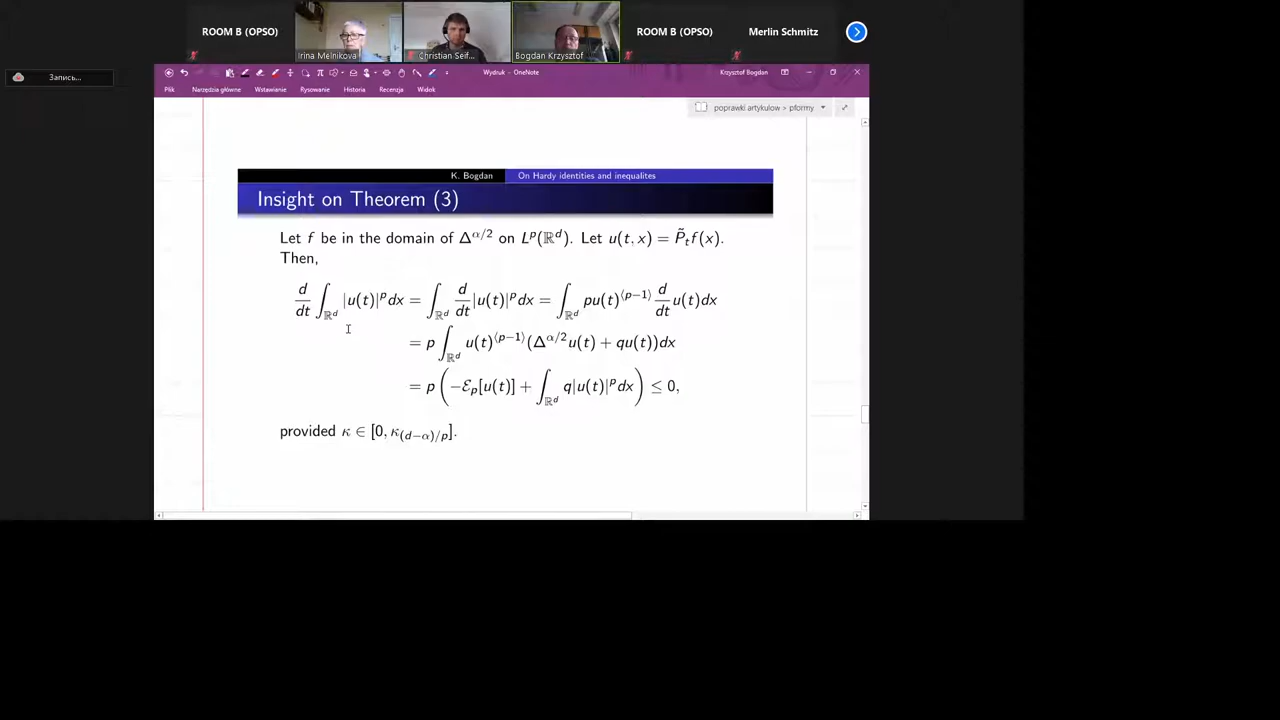 ROOM B (OPSO)
Irina Melnikova
Christian Seif...
Bogdan Krzysztof
ROOM B (OPSO)
Merlin Schmitz
Запись...
Wydruk - OneNote
Krzysztof Bogdan
Plik Narzędzia główne Wstawianie Rysowanie Historia Recenzja Widok
poprawki artykulow > pformy
K. Bogdan On Hardy identities and inequalites
Insight on Theorem (3)
Let f be in the domain of Δ^{α/2} on L^p(ℝ^d). Let u(t, x) = P̃_t f(x).
Then,
d/dt ∫_{ℝ^d} |u(t)|^p dx = ∫_{ℝ^d} d/dt |u(t)|^p dx = ∫_{ℝ^d} pu(t)^{⟨p−1⟩} d/dt u(t)dx
= p ∫_{ℝ^d} u(t)^{⟨p−1⟩} (Δ^{α/2} u(t) + qu(t))dx
= p (−ℰ_p[u(t)] + ∫_{ℝ^d} q|u(t)|^p dx) ≤ 0,
provided κ ∈ [0, κ_{(d−α)/p}].